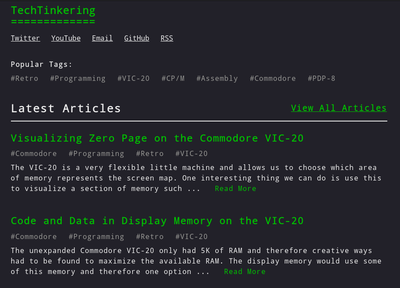 TechTinkering
=============
Twitter YouTube Email GitHub RSS
Popular Tags:
#Retro #Programming #VIC-20 #CP/M #Assembly #Commodore #PDP-8
Latest Articles View All Articles
Visualizing Zero Page on the Commodore VIC-20
#Commodore #Programming #Retro #VIC-20
The VIC-20 is a very flexible little machine and allows us to choose which area
of memory represents the screen map. One interesting thing we can do is use this
to visualize a section of memory such ... Read More
Code and Data in Display Memory on the VIC-20
#Commodore #Programming #Retro #VIC-20
The unexpanded Commodore VIC-20 only had 5K of RAM and therefore creative ways
had to be found to maximize the available RAM. The display memory would use some
of this memory and therefore one option ... Read More